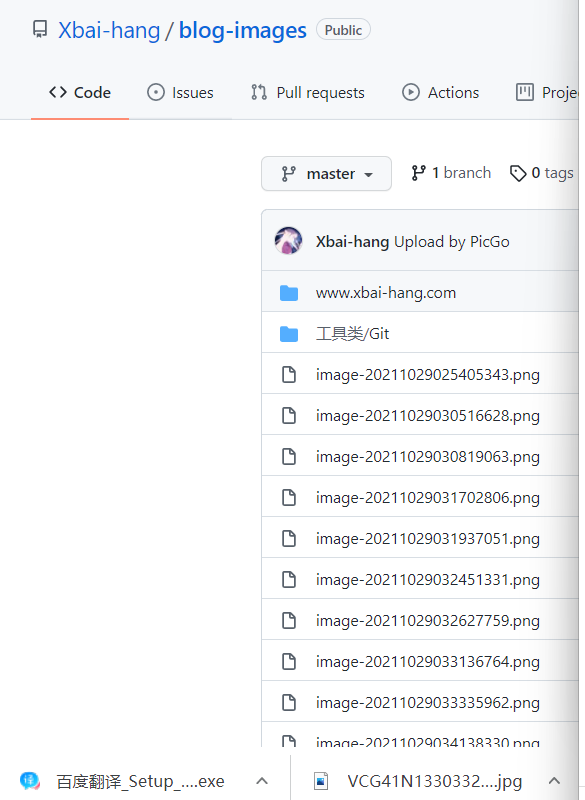 Xbai-hang / blog-images Public
Code Issues Pull requests Actions Proje
master 1 branch 0 tags
Xbai-hang Upload by PicGo
www.xbai-hang.com
工具类/Git
image-20211029025405343.png
image-20211029030516628.png
image-20211029030819063.png
image-20211029031702806.png
image-20211029031937051.png
image-20211029032451331.png
image-20211029032627759.png
image-20211029033136764.png
image-20211029033335962.png
image-20211029034138330.png
百度翻译_Setup_....exe VCG41N1330332....jpg